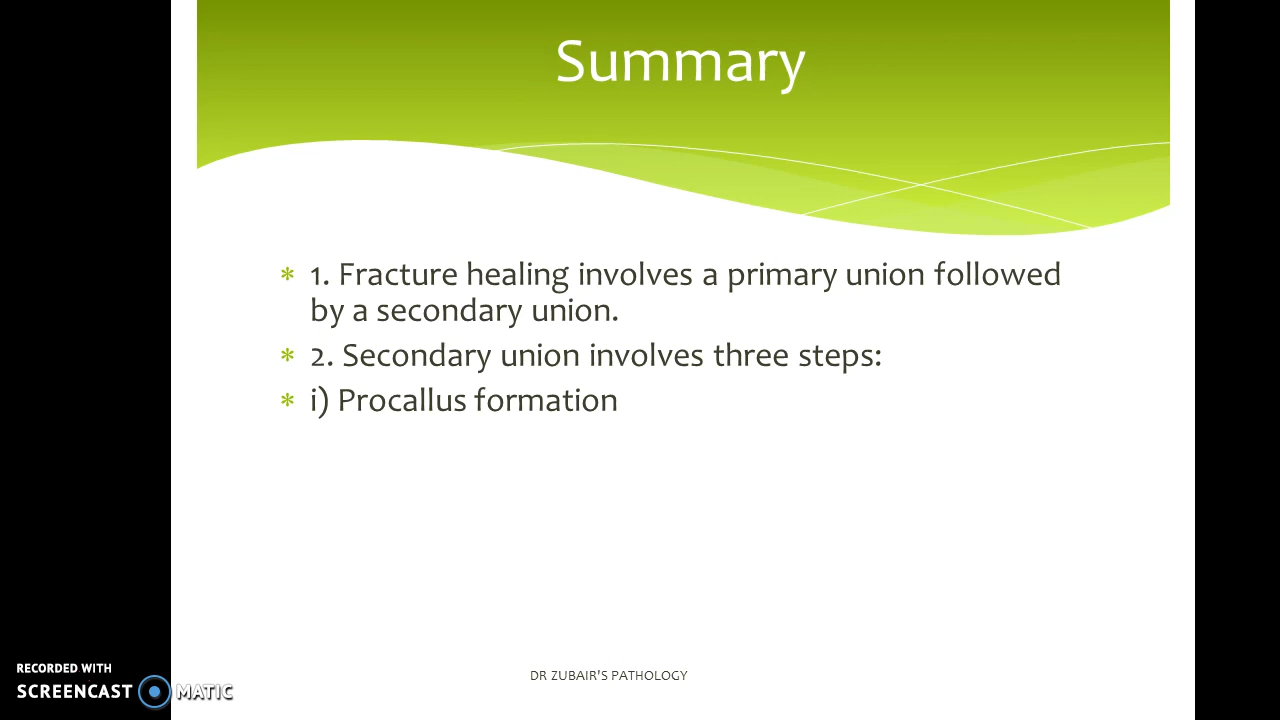 Summary
* 1. Fracture healing involves a primary union followed
by a secondary union.
* 2. Secondary union involves three steps:
* i) Procallus formation
DR ZUBAIR'S PATHOLOGY
RECORDED WITH
SCREENCAST MATIC